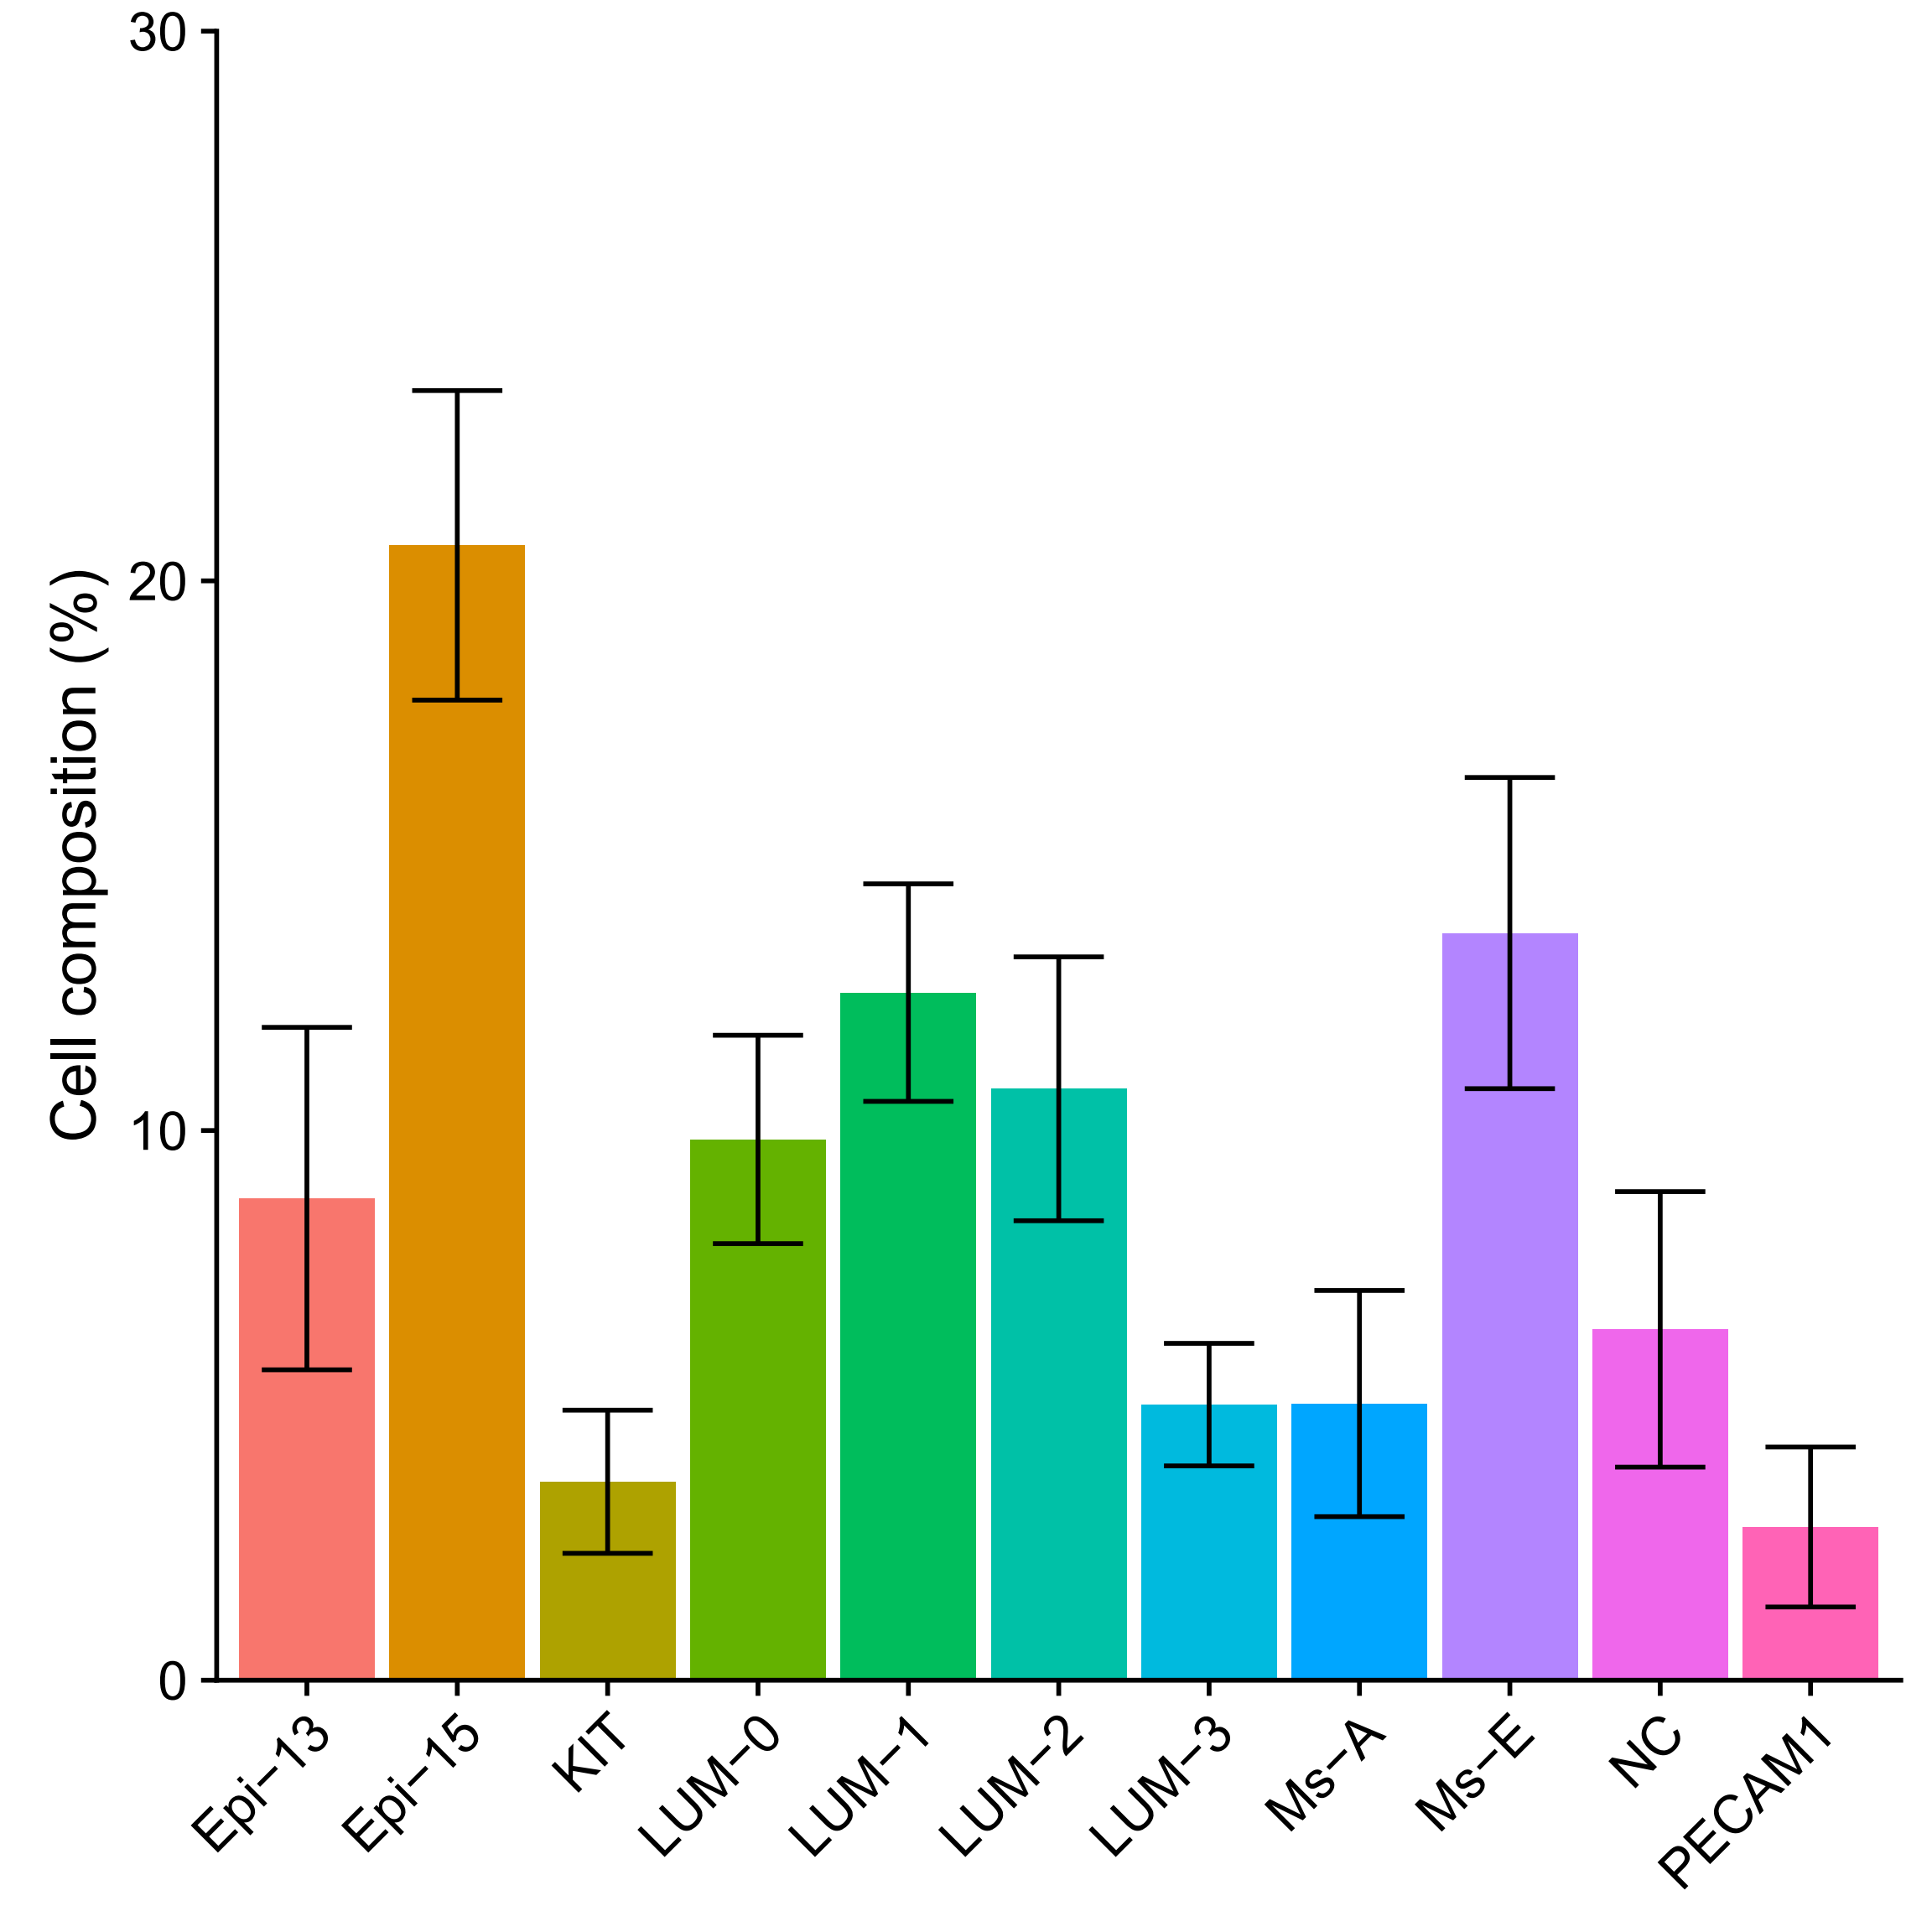 Cell composition (%)
30
20
10
0
Epi−13
Epi−15
KIT
LUM−0
LUM−1
LUM−2
LUM−3
Ms−A
Ms−E
NC
PECAM1